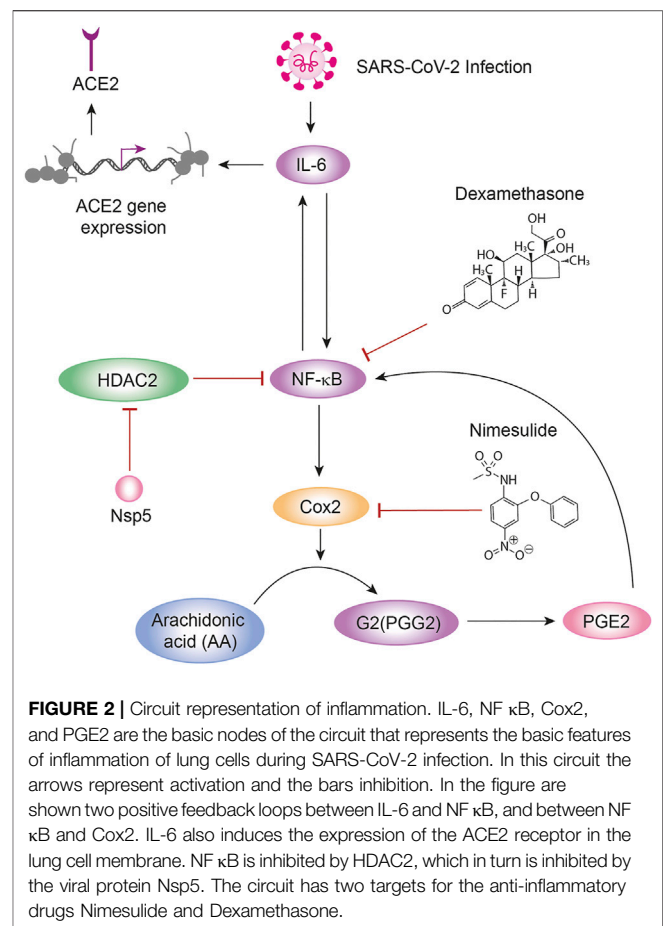 SARS-CoV-2 Infection
ACE2
IL-6
ACE2 gene
expression
Dexamethasone
OH
O
HO
H₃C
OH
CH₃
H₃C
H
F
H
H
O
HDAC2
NF-κB
Nimesulide
O
O
S
NH
O
N
⊕
O
O
⊖
Nsp5
Cox2
Arachidonic
acid (AA)
G2(PGG2)
PGE2
FIGURE 2 | Circuit representation of inflammation. IL-6, NF κB, Cox2,
and PGE2 are the basic nodes of the circuit that represents the basic features
of inflammation of lung cells during SARS-CoV-2 infection. In this circuit the
arrows represent activation and the bars inhibition. In the figure are
shown two positive feedback loops between IL-6 and NF κB, and between NF
κB and Cox2. IL-6 also induces the expression of the ACE2 receptor in the
lung cell membrane. NF κB is inhibited by HDAC2, which in turn is inhibited by
the viral protein Nsp5. The circuit has two targets for the anti-inflammatory
drugs Nimesulide and Dexamethasone.